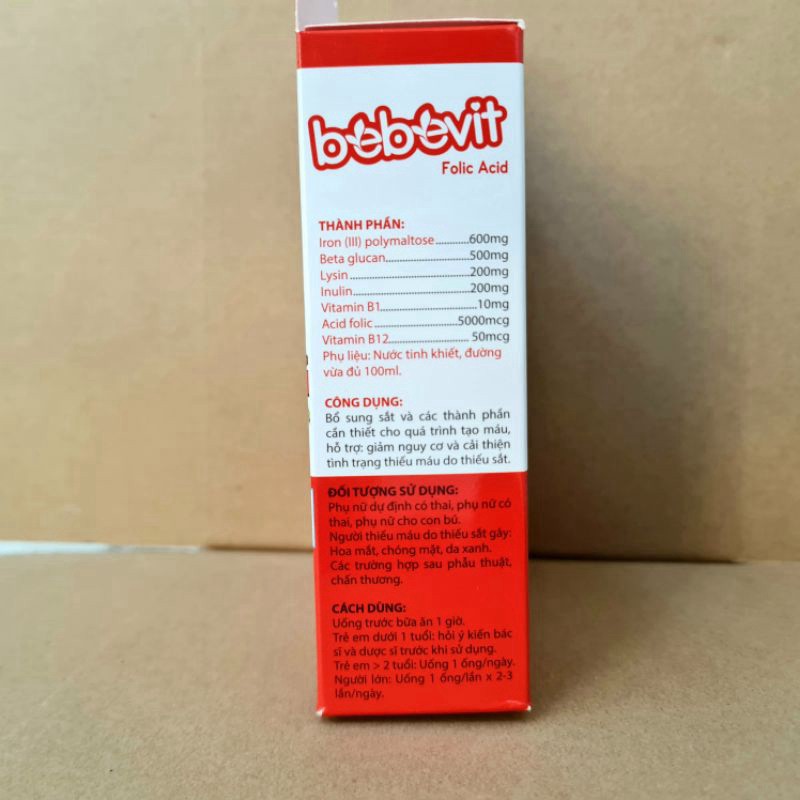 bebevit
Folic Acid
THÀNH PHẦN:
Iron (III) polymaltose............600mg
Beta glucan.............................500mg
Lysin.........................................200mg
Inulin........................................200mg
Vitamin B1................................10mg
Acid folic...............................5000mcg
Vitamin B12............................ 50mcg
Phụ liệu: Nước tinh khiết, đường
vừa đủ 100ml.
CÔNG DỤNG:
Bổ sung sắt và các thành phần
cần thiết cho quá trình tạo máu,
hỗ trợ: giảm nguy cơ và cải thiện
tình trạng thiếu máu do thiếu sắt.
ĐỐI TƯỢNG SỬ DỤNG:
Phụ nữ dự định có thai, phụ nữ có
thai, phụ nữ cho con bú.
Người thiếu máu do thiếu sắt gây:
Hoa mắt, chóng mặt, da xanh.
Các trường hợp sau phẫu thuật,
chấn thương.
CÁCH DÙNG:
Uống trước bữa ăn 1 giờ.
Trẻ em dưới 1 tuổi: hỏi ý kiến bác
sĩ và dược sĩ trước khi sử dụng.
Trẻ em > 2 tuổi: Uống 1 ống/ngày.
Người lớn: Uống 1 ống/lần x 2-3
lần/ngày.